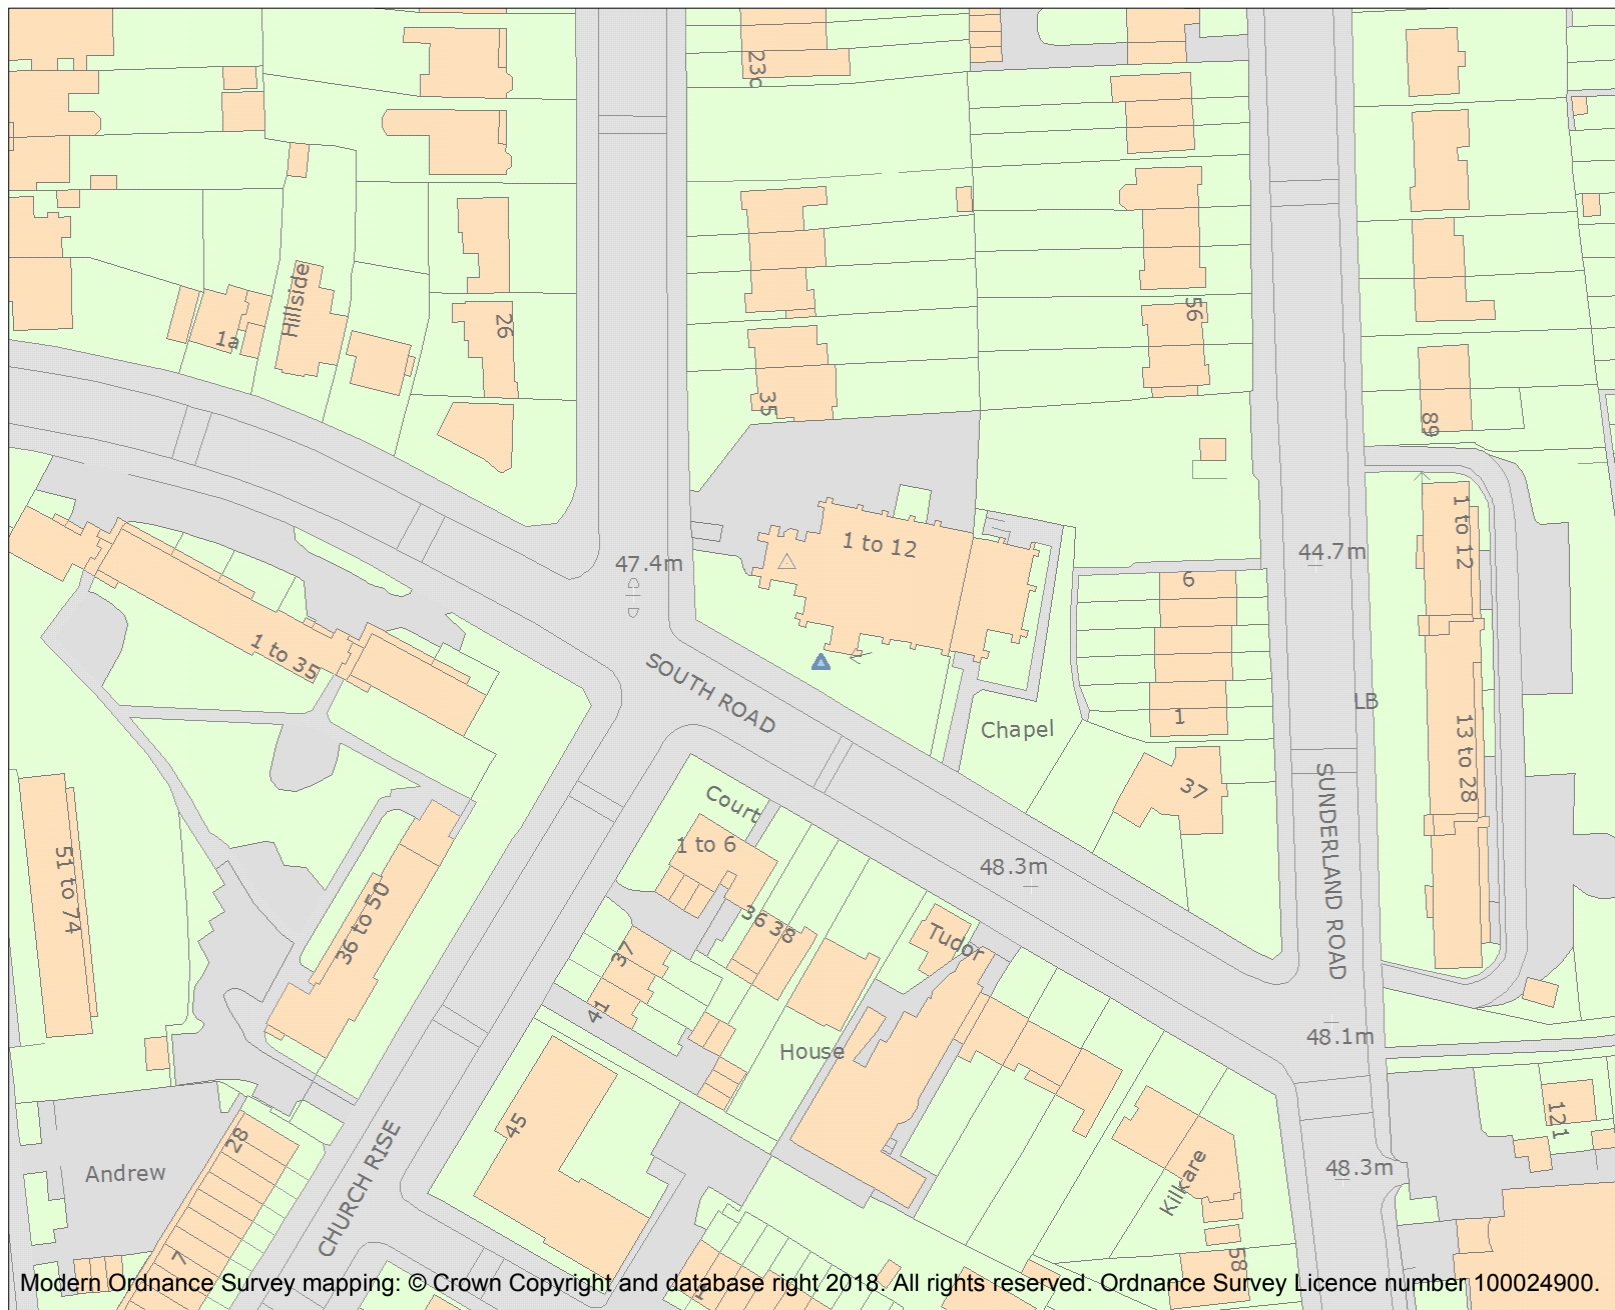 23c
Hillside
1a
26
56
35
89
1 to 12
1 to 12
44.7m
47.4m
6
1 to 35
SOUTH ROAD
LB
1
Chapel
13 to 28
37
SUNDERLAND ROAD
Court
1 to 6
51 to 74
48.3m
36 to 50
36 38
Tudor
37
41
48.1m
House
45
121
28
CHURCH RISE
Andrew
48.3m
Kilkare
7
58
Modern Ordnance Survey mapping: © Crown Copyright and database right 2018. All rights reserved. Ordnance Survey Licence number 100024900.